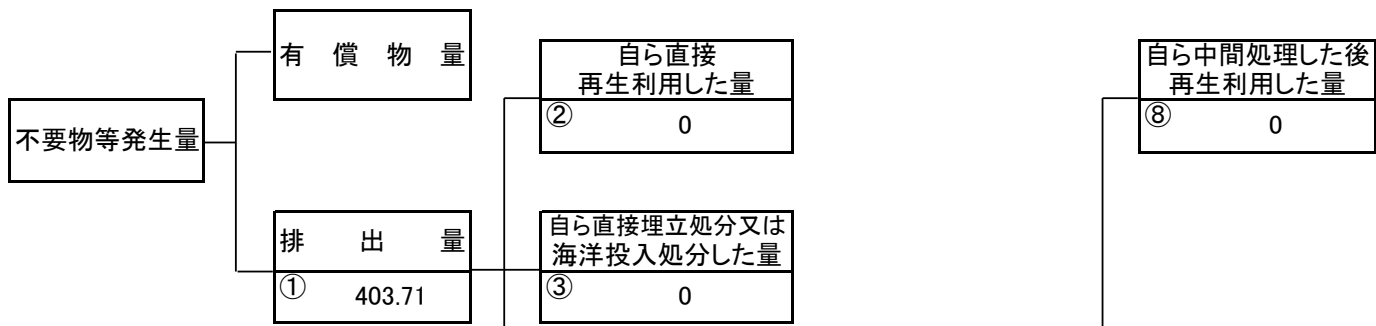 有償物量
自ら直接
再生利用した量
② 0
自ら中間処理した後
再生利用した量
⑧ 0
不要物等発生量
排出量
① 403.71
自ら直接埋立処分又は
海洋投入処分した量
③ 0